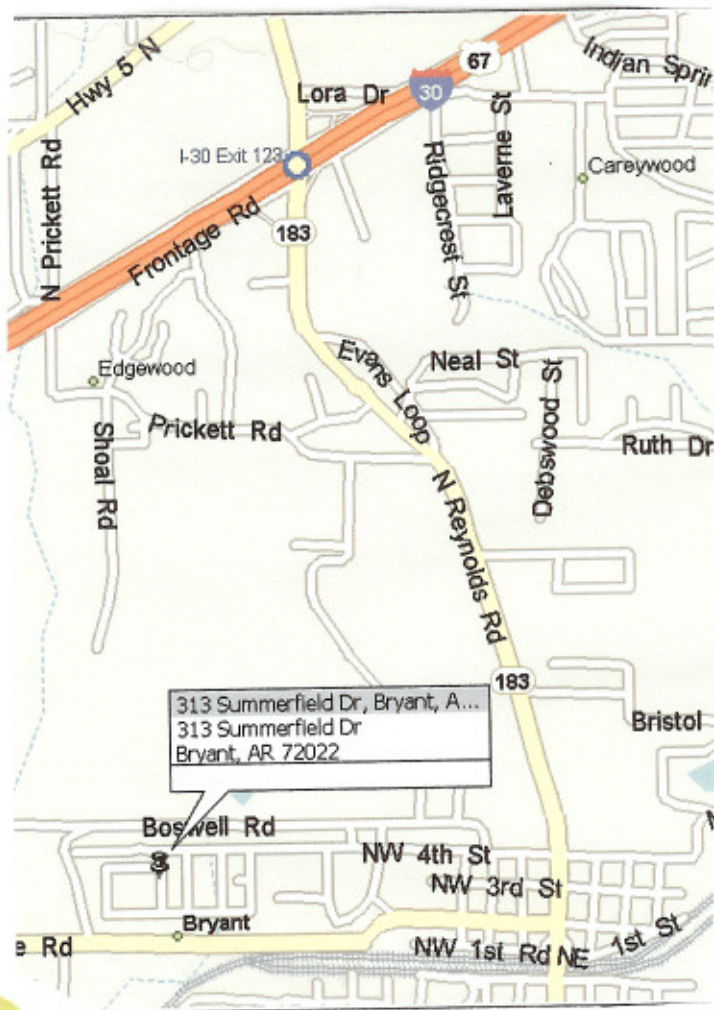 Hwy 5 N
67
Indian Sprin
Lora Dr
30
I-30 Exit 123
N Prickett Rd
Ridgecrest St
Laverne St
Careywood
Frontage Rd
183
Evans Loop
Neal St
Edgewood
Debswood St
Prickett Rd
Ruth Dr
Shoal Rd
N Reynolds Rd
183
313 Summerfield Dr, Bryant, A...
313 Summerfield Dr
Bryant, AR 72022
Bristol
Boswell Rd
NW 4th St
NW 3rd St
Bryant
e Rd
NW 1st Rd
NE 1st St